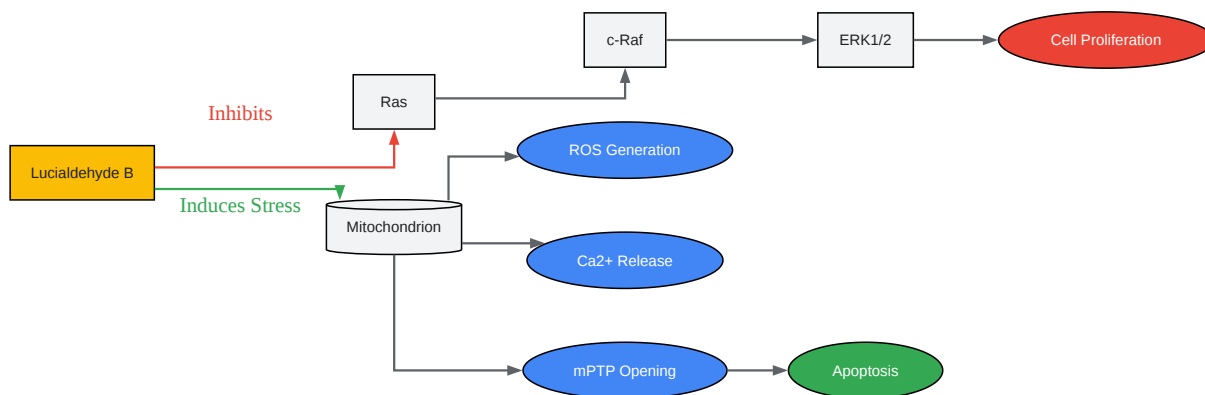 c-Raf
ERK1/2
Cell Proliferation
Ras
Inhibits
ROS Generation
Lucialdehyde B
Induces Stress
Mitochondrion
Ca2+ Release
mPTP Opening
Apoptosis